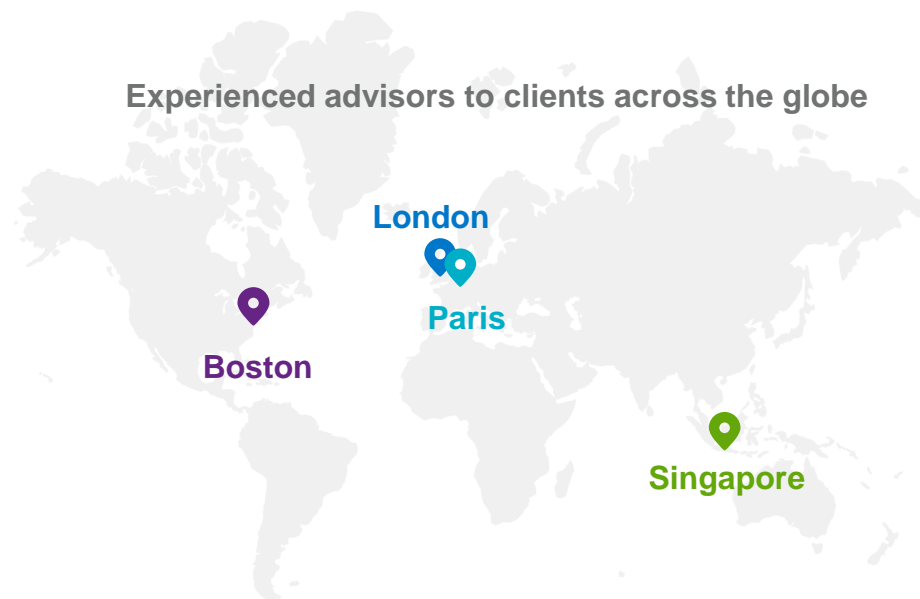 Experienced advisors to clients across the globe
London
Paris
Boston
Singapore